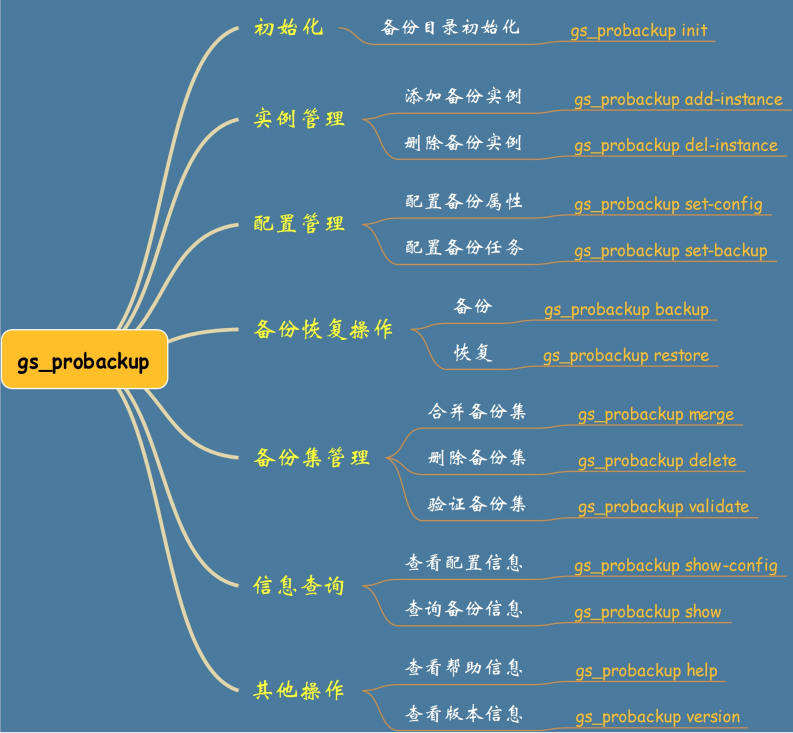 gs_probackup
初始化
备份目录初始化
gs_probackup init
实例管理
添加备份实例
gs_probackup add-instance
删除备份实例
gs_probackup del-instance
配置管理
配置备份属性
gs_probackup set-config
配置备份任务
gs_probackup set-backup
备份恢复操作
备份
gs_probackup backup
恢复
gs_probackup restore
备份集管理
合并备份集
gs_probackup merge
删除备份集
gs_probackup delete
验证备份集
gs_probackup validate
信息查询
查看配置信息
gs_probackup show-config
查询备份信息
gs_probackup show
其他操作
查看帮助信息
gs_probackup help
查看版本信息
gs_probackup version